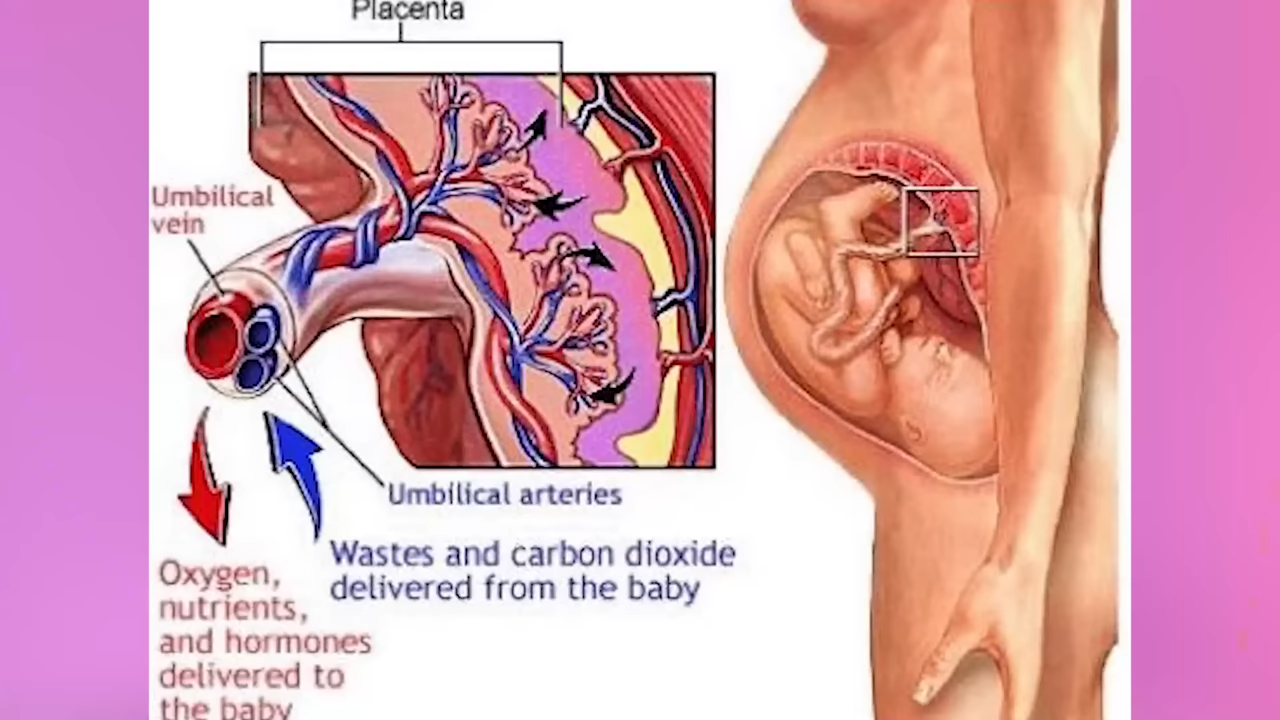 Placenta
Umbilical
vein
Umbilical arteries
Wastes and carbon dioxide
delivered from the baby
Oxygen,
nutrients,
and hormones
delivered to
the baby